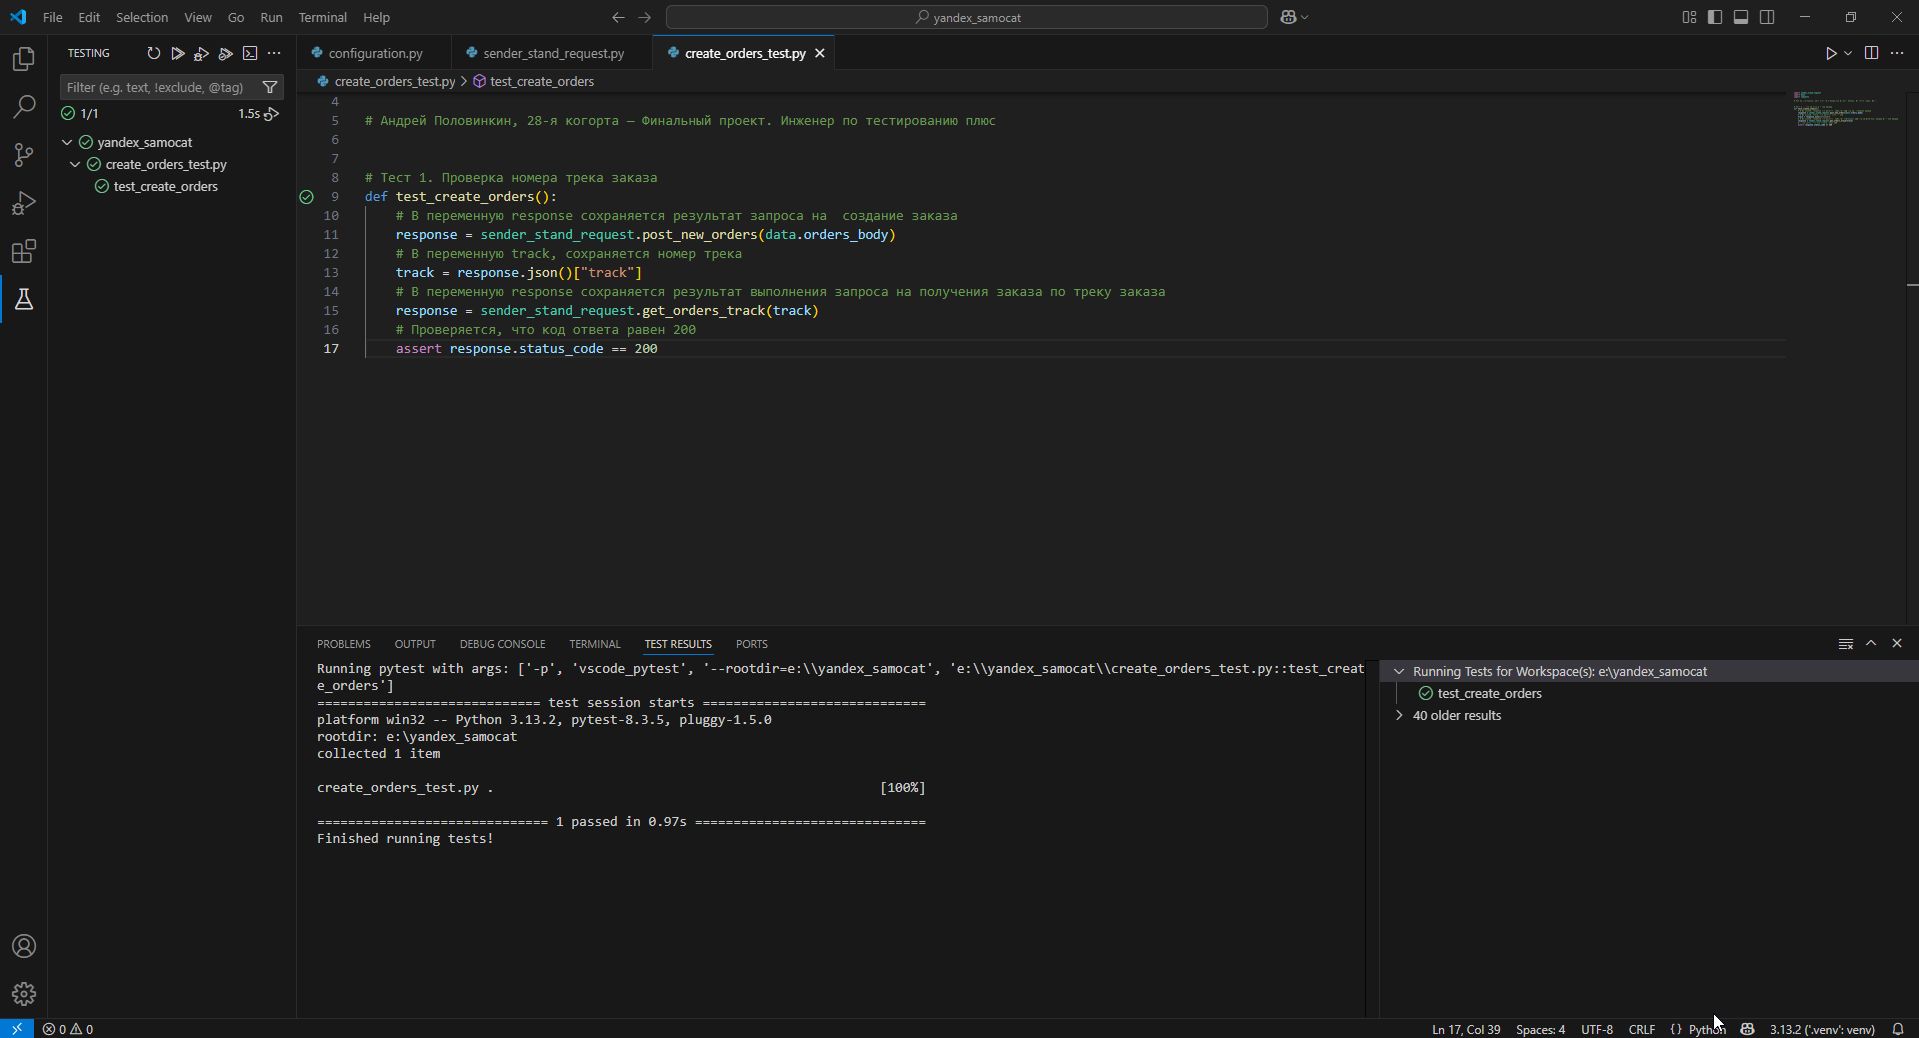 File Edit Selection View Go Run Terminal Help
yandex_samocat
TESTING
configuration.py
sender_stand_request.py
create_orders_test.py
Filter (e.g. text, !exclude, @tag)
create_orders_test.py > test_create_orders
1/1
1.5s
yandex_samocat
create_orders_test.py
test_create_orders
4
5 # Андрей Половинкин, 28-я когорта — Финальный проект. Инженер по тестированию плюс
6
7
8 # Тест 1. Проверка номера трека заказа
9 def test_create_orders():
10 # В переменную response сохраняется результат запроса на  создание заказа
11 response = sender_stand_request.post_new_orders(data.orders_body)
12 # В переменную track, сохраняется номер трека
13 track = response.json()["track"]
14 # В переменную response сохраняется результат выполнения запроса на получения заказа по треку заказа
15 response = sender_stand_request.get_orders_track(track)
16 # Проверяется, что код ответа равен 200
17 assert response.status_code == 200
PROBLEMS OUTPUT DEBUG CONSOLE TERMINAL TEST RESULTS PORTS
Running pytest with args: ['-p', 'vscode_pytest', '--rootdir=e:\\yandex_samocat', 'e:\\yandex_samocat\\create_orders_test.py::test_creat
e_orders']
============================= test session starts =============================
platform win32 -- Python 3.13.2, pytest-8.3.5, pluggy-1.5.0
rootdir: e:\yandex_samocat
collected 1 item
create_orders_test.py . [100%]
============================== 1 passed in 0.97s ==============================
Finished running tests!
Running Tests for Workspace(s): e:\yandex_samocat
test_create_orders
40 older results
0 0
Ln 17, Col 39 Spaces: 4 UTF-8 CRLF {} Python 3.13.2 ('.venv': venv)